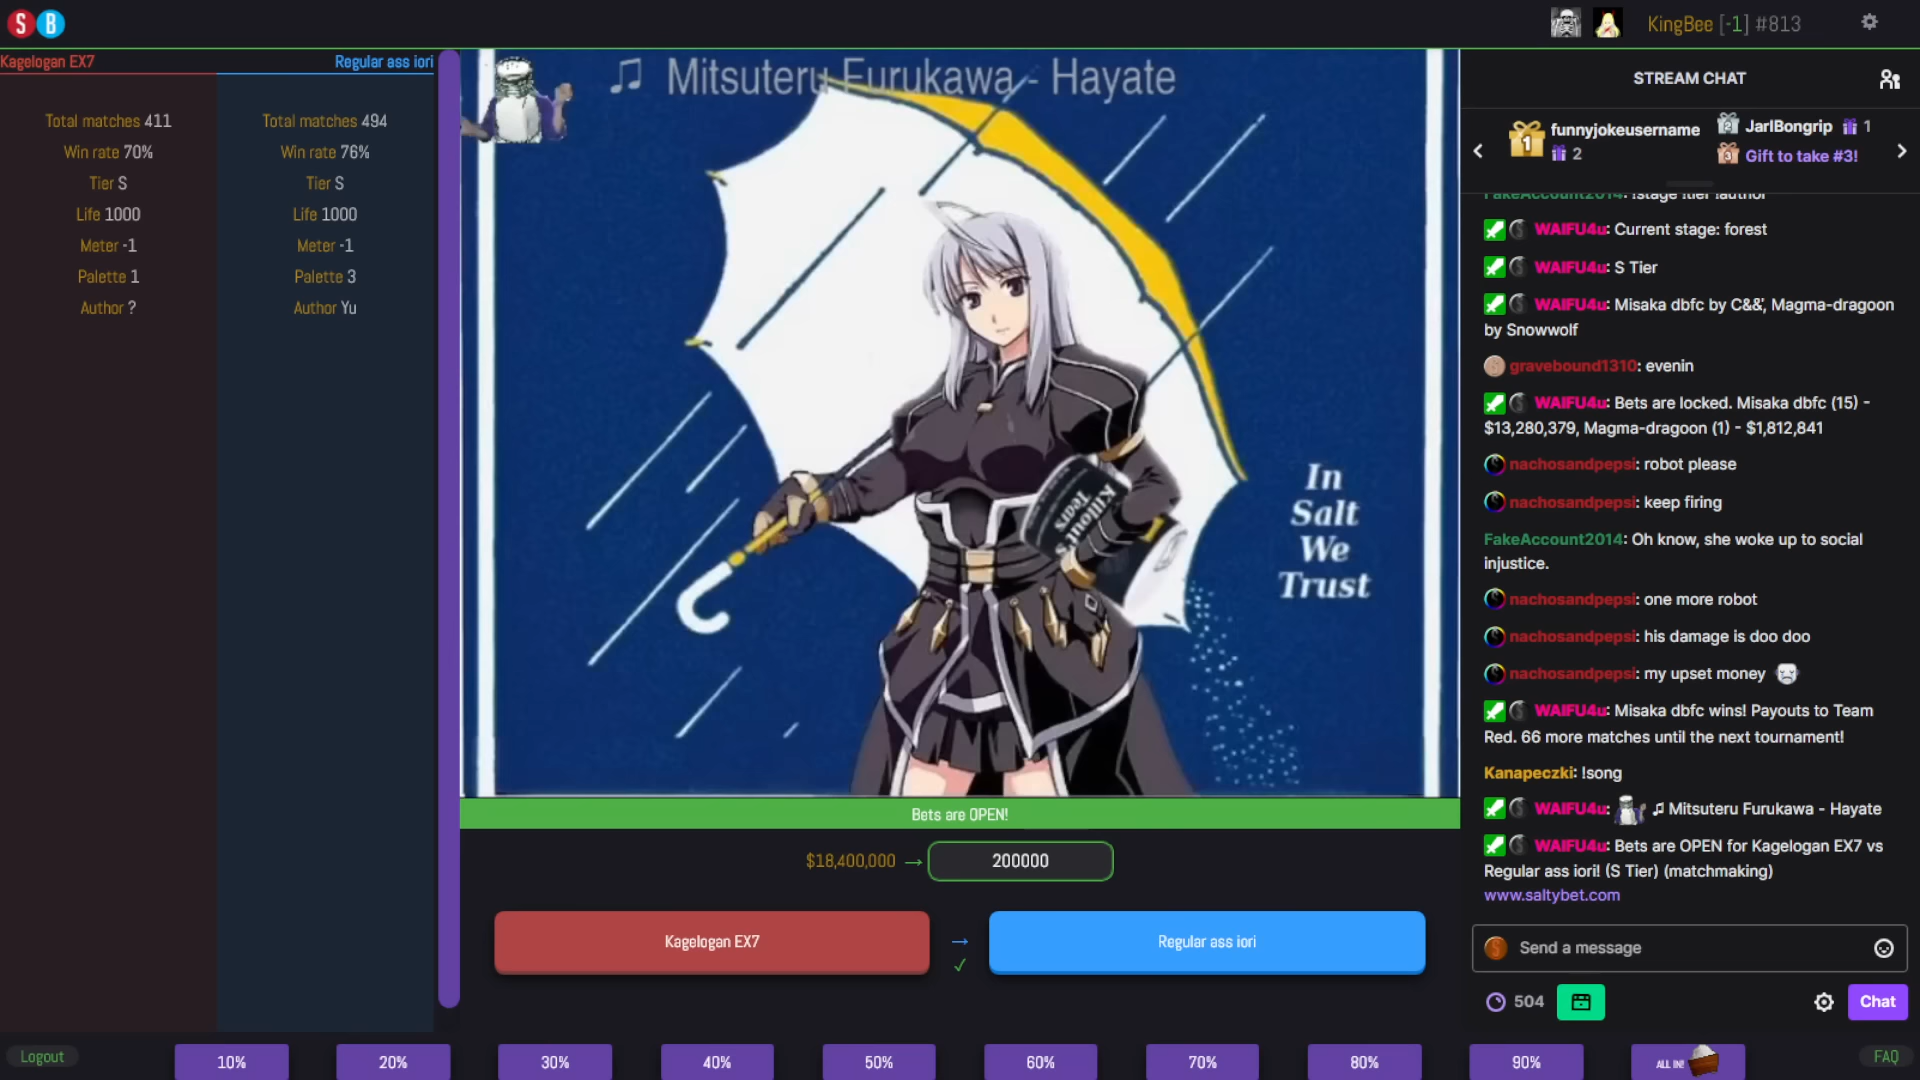 S B
KingBee [-1] #813
Kagelogan EX7
Regular ass iori
Total matches 411
Win rate 70%
Tier S
Life 1000
Meter -1
Palette 1
Author ?
Total matches 494
Win rate 76%
Tier S
Life 1000
Meter -1
Palette 3
Author Yu
♫ Mitsuteru Furukawa - Hayate
Killout's
Tears
In
Salt
We
Trust
Bets are OPEN!
$18,400,000 → 200000
Kagelogan EX7
→
✓
Regular ass iori
Logout
10%
20%
30%
40%
50%
60%
70%
80%
90%
ALL IN!
FAQ
STREAM CHAT
1 funnyjokeusername
2
2 JarlBongrip 1
3 Gift to take #3!
FakeAccount2014: !stage !tier !author
WAIFU4u: Current stage: forest
WAIFU4u: S Tier
WAIFU4u: Misaka dbfc by C&&', Magma-dragoon
by Snowwolf
gravebound1310: evenin
WAIFU4u: Bets are locked. Misaka dbfc (15) -
$13,280,379, Magma-dragoon (1) - $1,812,841
nachosandpepsi: robot please
nachosandpepsi: keep firing
FakeAccount2014: Oh know, she woke up to social
injustice.
nachosandpepsi: one more robot
nachosandpepsi: his damage is doo doo
nachosandpepsi: my upset money
WAIFU4u: Misaka dbfc wins! Payouts to Team
Red. 66 more matches until the next tournament!
Kanapeczki: !song
WAIFU4u: ♫ Mitsuteru Furukawa - Hayate
WAIFU4u: Bets are OPEN for Kagelogan EX7 vs
Regular ass iori! (S Tier) (matchmaking)
www.saltybet.com
Send a message
504
Chat